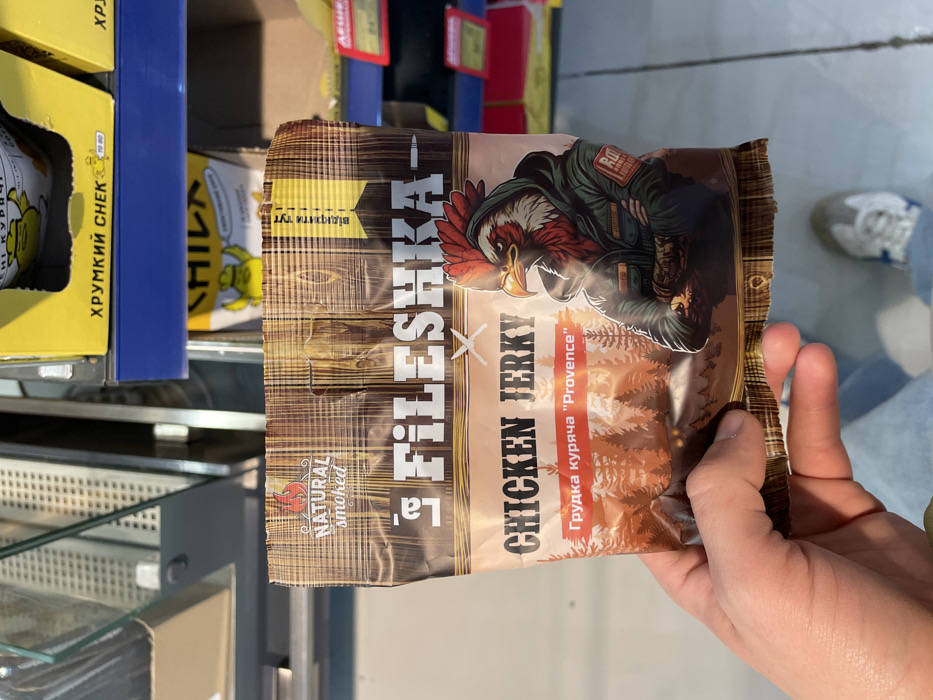 NATURAL
smoked
відкрити тут
La'
FiLESHKA
CHICKEN JERKY
Грудка куряча "Provence"
ХРУМКИЙ СНЕК